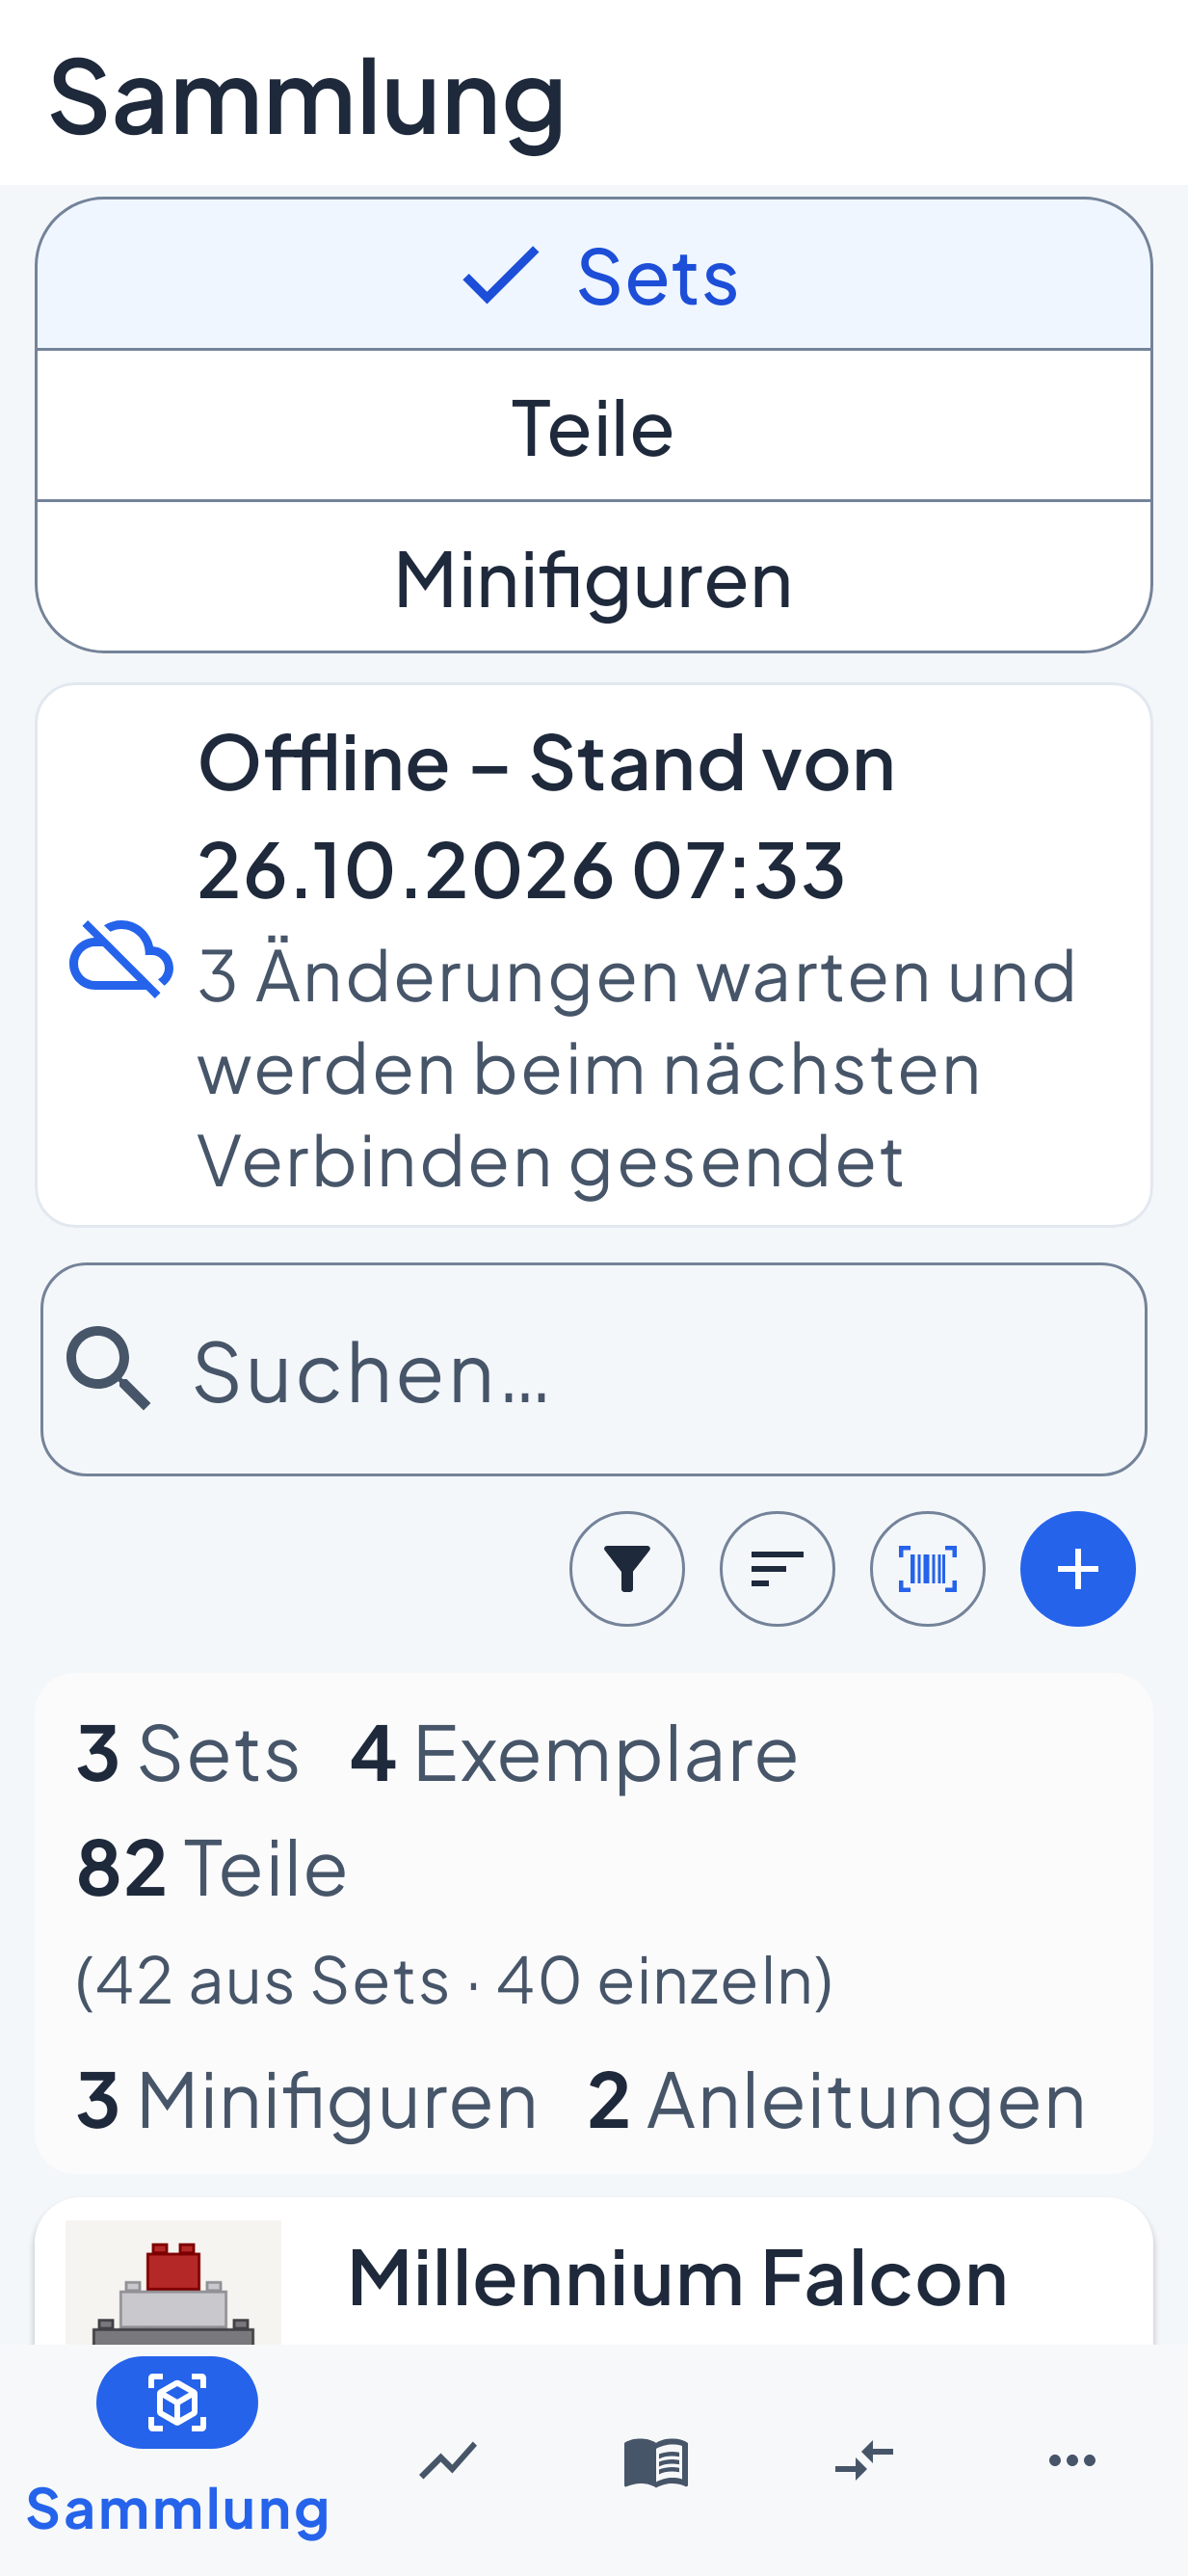 Sammlung
Sets
Teile
Minifiguren
Offline – Stand von
26.10.2026 07:33
3 Änderungen warten und
werden beim nächsten
Verbinden gesendet
Suchen…
3 Sets 4 Exemplare
82 Teile
(42 aus Sets · 40 einzeln)
3 Minifiguren 2 Anleitungen
Millennium Falcon
Sammlung